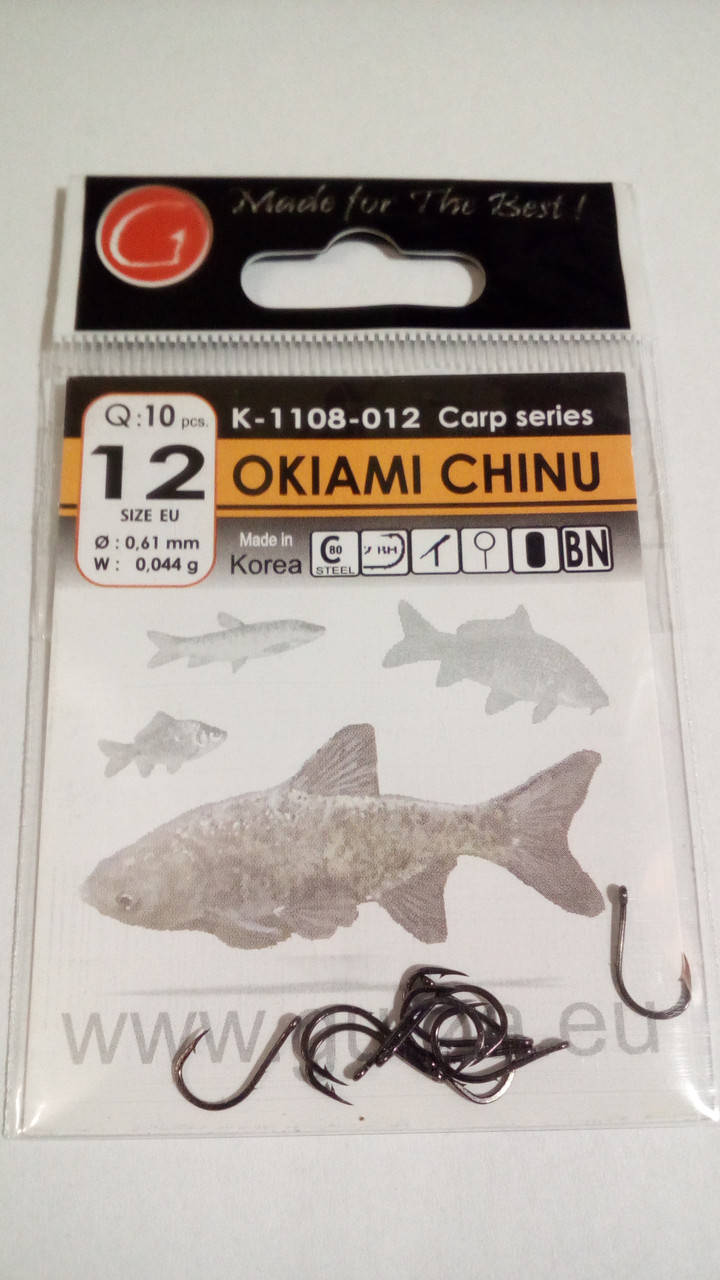 G
Made for The Best!
Q:10 pcs.
12
SIZE EU
Ø : 0,61 mm
W : 0,044 g
K-1108-012 Carp series
OKIAMI CHINU
Made in
Korea
C 80
STEEL
BN